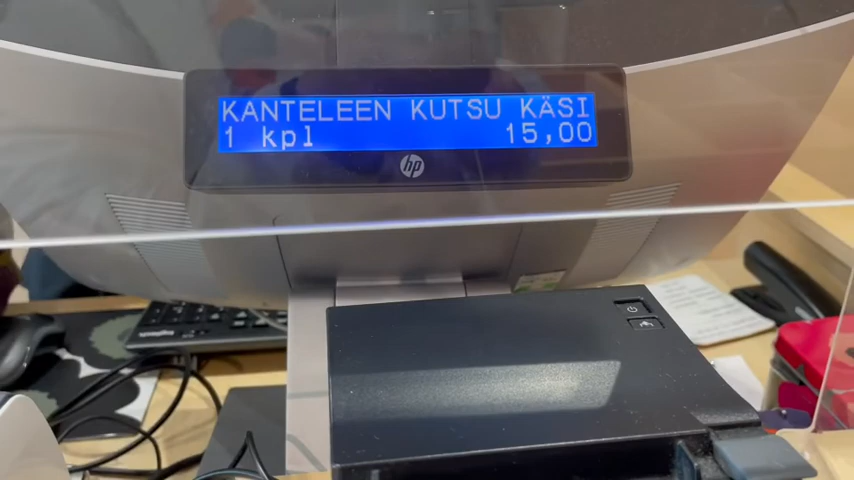 KANTELEEN KUTSU KÄSI
1 kpl 15,00
hp